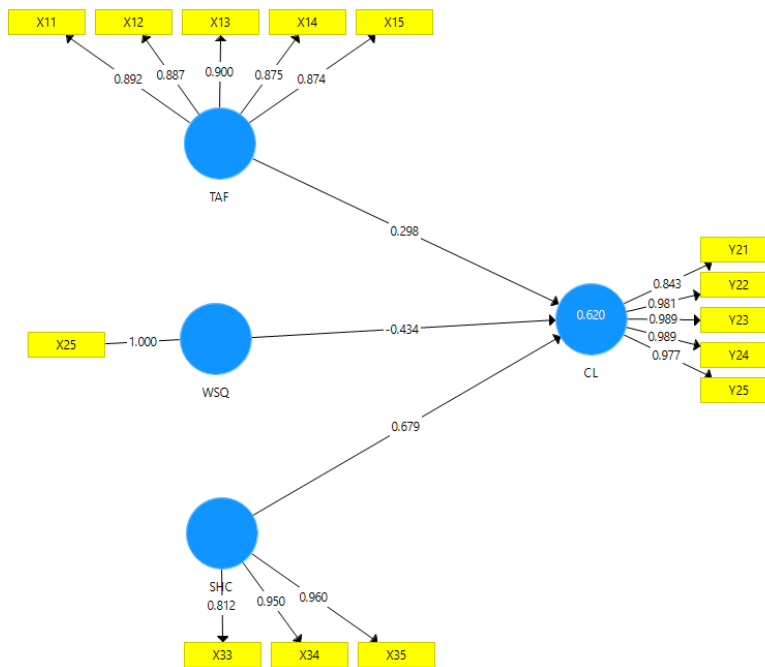 X11 X12 X13 X14 X15
0.892 0.887 0.900 0.875 0.874
TAF
0.298
Y21
0.843
Y22
0.981
0.620
0.989
Y23
0.989
Y24
0.977
CL
Y25
X25
1.000
-0.434
WSQ
0.679
SHC
0.812 0.950 0.960
X33 X34 X35